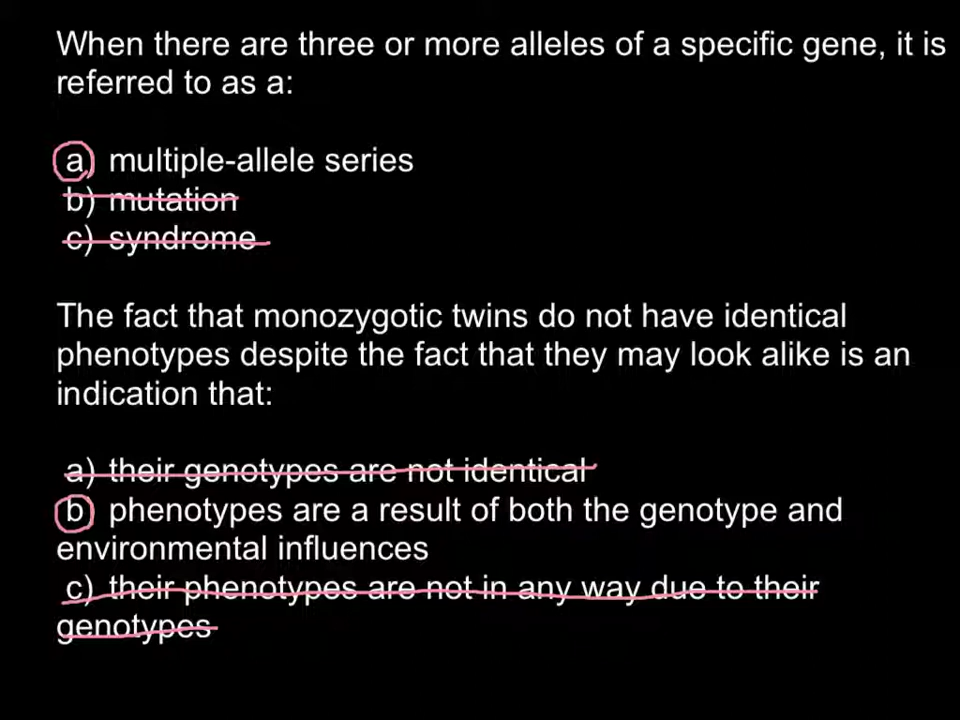 When there are three or more alleles of a specific gene, it is
referred to as a:
a) multiple-allele series
b) mutation
c) syndrome
The fact that monozygotic twins do not have identical
phenotypes despite the fact that they may look alike is an
indication that:
a) their genotypes are not identical
b) phenotypes are a result of both the genotype and
environmental influences
c) their phenotypes are not in any way due to their
genotypes